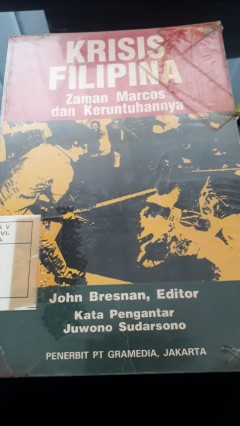 KRISIS
FILIPINA
Zaman Marcos
dan Keruntuhannya
John Bresnan, Editor
Kata Pengantar
Juwono Sudarsono
PENERBIT PT GRAMEDIA, JAKARTA